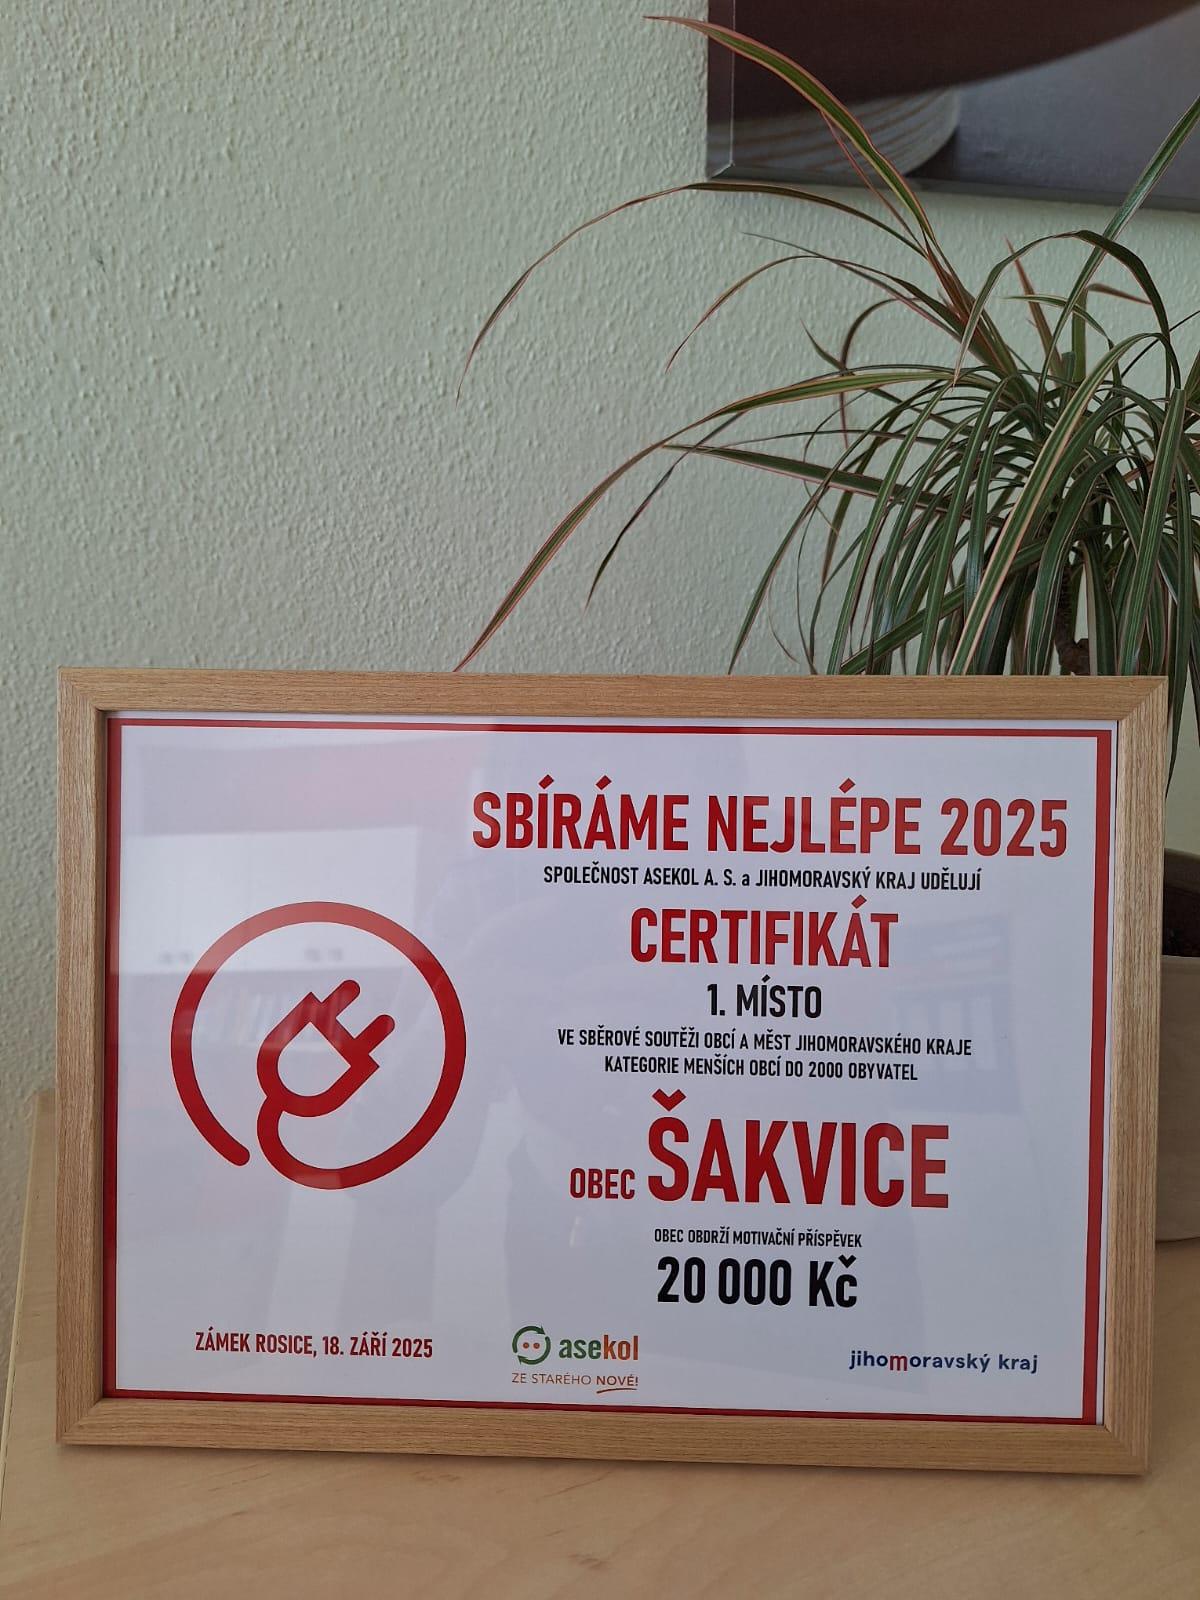 SBÍRÁME NEJLÉPE 2025
SPOLEČNOST ASEKOL A. S. a JIHOMORAVSKÝ KRAJ UDĚLUJÍ
CERTIFIKÁT
1. MÍSTO
VE SBĚROVÉ SOUTĚŽI OBCÍ A MĚST JIHOMORAVSKÉHO KRAJE
KATEGORIE MENŠÍCH OBCÍ DO 2000 OBYVATEL
OBEC ŠAKVICE
OBEC OBDRŽÍ MOTIVAČNÍ PŘÍSPĚVEK
20 000 Kč
ZÁMEK ROSICE, 18. ZÁŘÍ 2025
asekol
ZE STARÉHO NOVÉ!
jihomoravský kraj